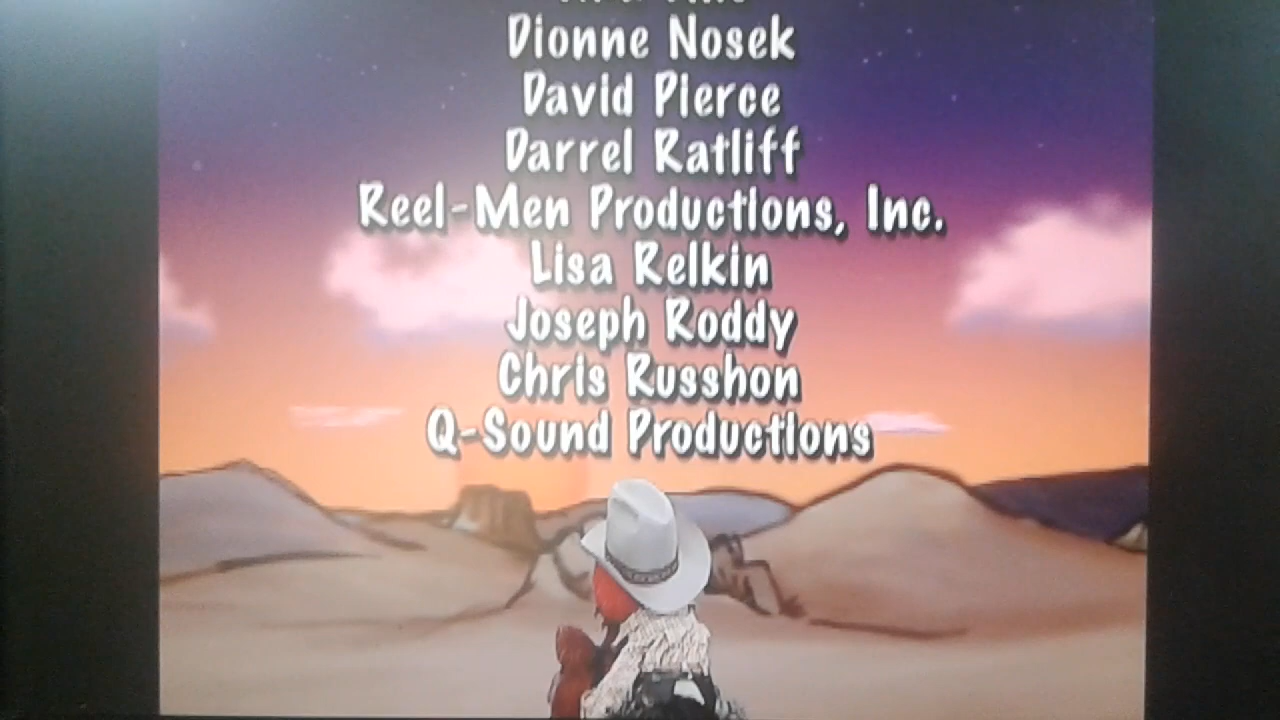 Dionne Nosek
David Pierce
Darrel Ratliff
Reel-Men Productions, Inc.
Lisa Relkin
Joseph Roddy
Chris Russhon
Q-Sound Productions